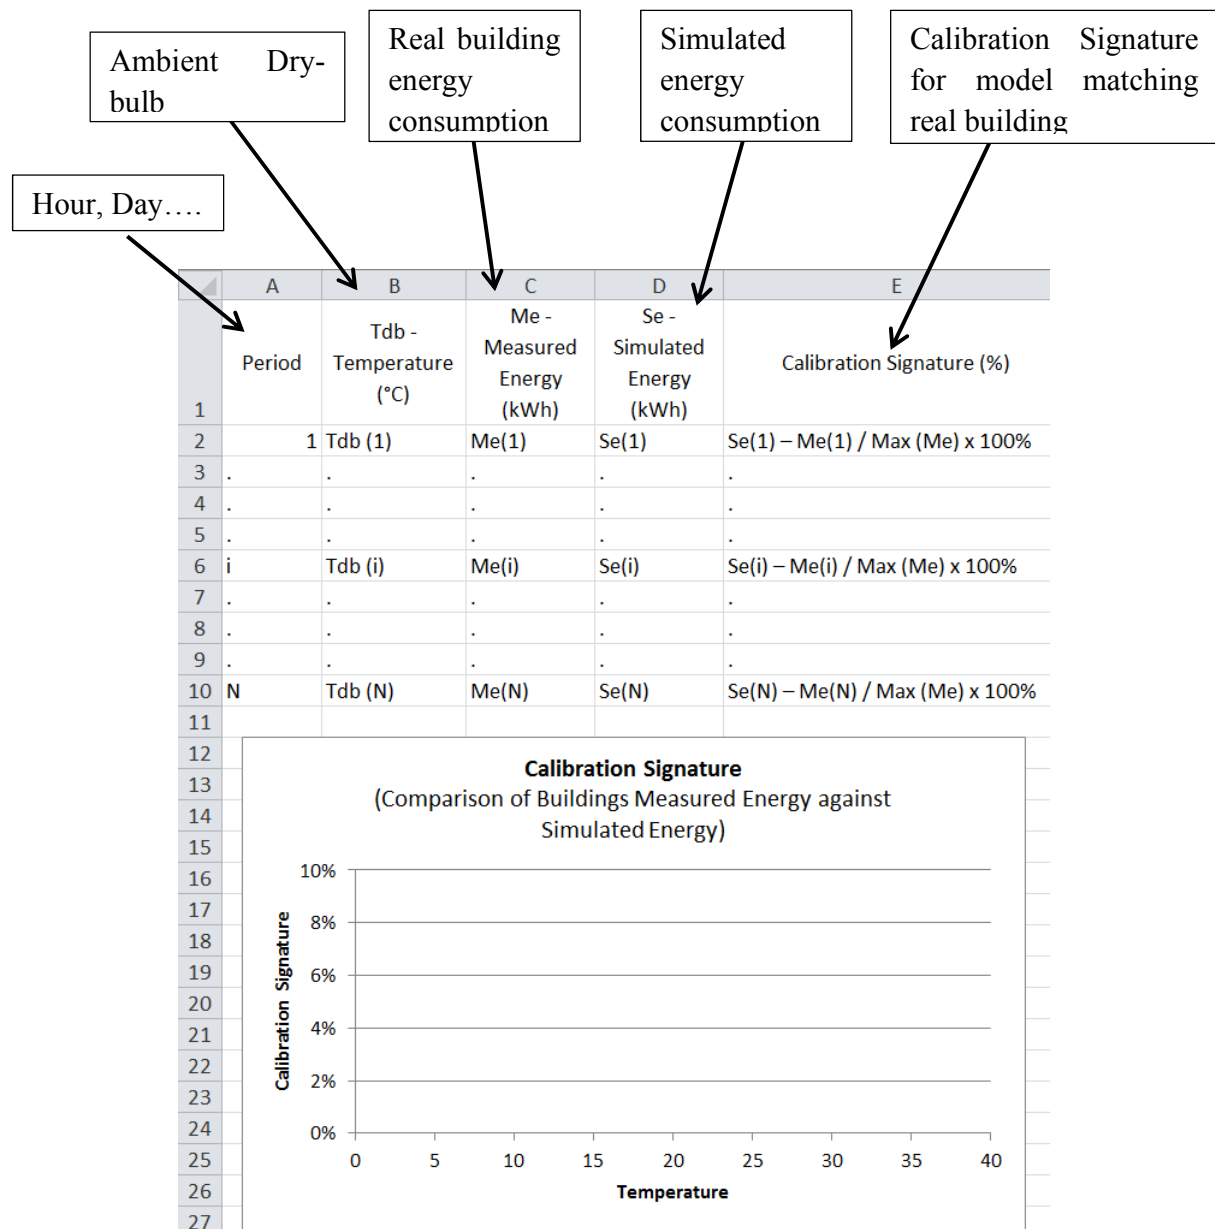 Ambient Dry-
bulb
Real building
energy
consumption
Simulated
energy
consumption
Calibration Signature
for model matching
real building
Hour, Day….
A B C D E
1
Period
Tdb -
Temperature
(°C)
Me -
Measured
Energy
(kWh)
Se -
Simulated
Energy
(kWh)
Calibration Signature (%)
2 1 Tdb (1) Me(1) Se(1) Se(1) – Me(1) / Max (Me) x 100%
3 . . . . .
4 . . . . .
5 . . . . .
6 i Tdb (i) Me(i) Se(i) Se(i) – Me(i) / Max (Me) x 100%
7 . . . . .
8 . . . . .
9 . . . . .
10 N Tdb (N) Me(N) Se(N) Se(N) – Me(N) / Max (Me) x 100%
11
12
13
14
15
16
17
18
19
20
21
22
23
24
25
26
27
Calibration Signature
(Comparison of Buildings Measured Energy against
Simulated Energy)
Calibration Signature
10%
8%
6%
4%
2%
0%
0 5 10 15 20 25 30 35 40
Temperature